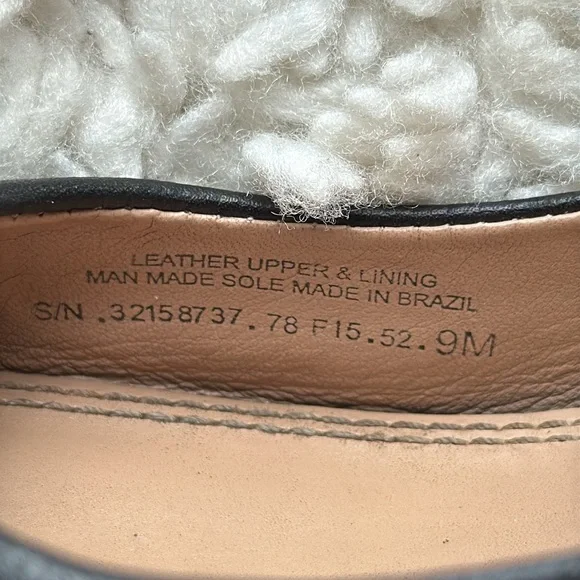 LEATHER UPPER & LINING
MAN MADE SOLE MADE IN BRAZIL
S/N .32158737.78 F15.52.9M